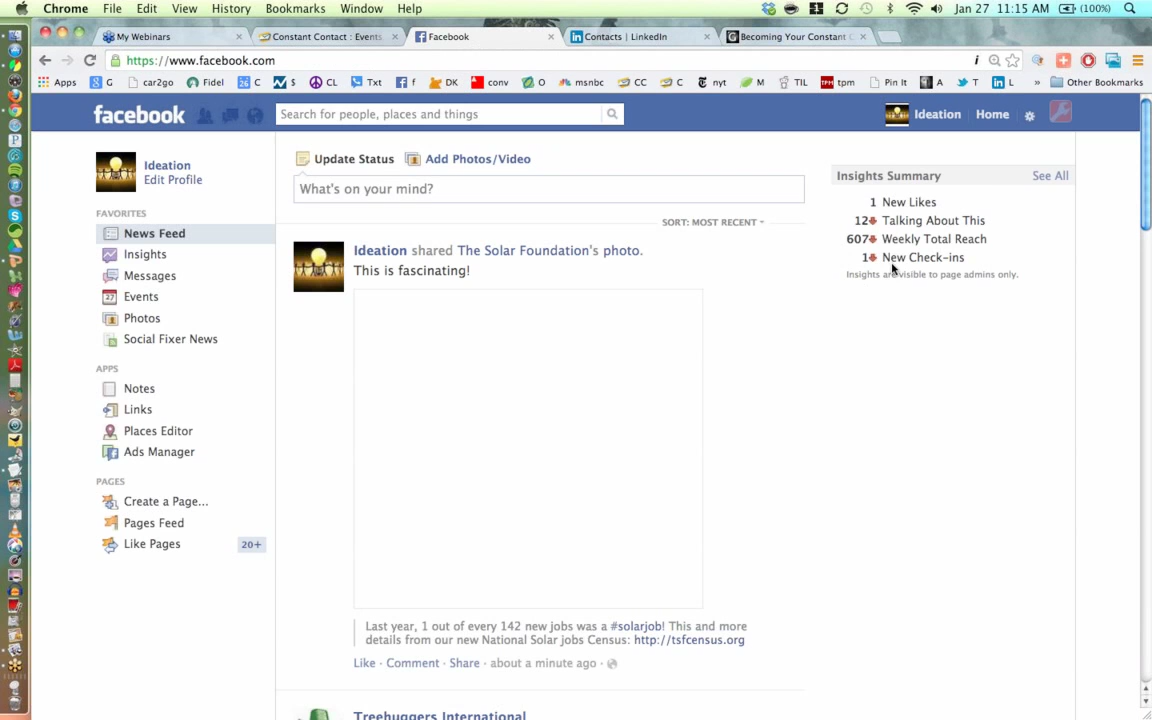 Chrome File Edit View History Bookmarks Window Help Jan 27 11:15 AM (100%)
My Webinars Constant Contact : Events Facebook Contacts | LinkedIn Becoming Your Constant C
https://www.facebook.com
Apps G car2go Fidel C $ CL Txt f DK conv O msnbc CC C nyt M TIL tpm Pin It A T L » Other Bookmarks
facebook Search for people, places and things Ideation Home
Ideation
Edit Profile
FAVORITES
News Feed
Insights
Messages
Events
Photos
Social Fixer News
APPS
Notes
Links
Places Editor
Ads Manager
PAGES
Create a Page...
Pages Feed
Like Pages 20+
Update Status Add Photos/Video
What's on your mind?
SORT: MOST RECENT
Ideation shared The Solar Foundation's photo.
This is fascinating!
Last year, 1 out of every 142 new jobs was a #solarjob! This and more
details from our new National Solar jobs Census: http://tsfcensus.org
Like · Comment · Share · about a minute ago ·
Treehuggers International
Insights Summary See All
1 New Likes
12 Talking About This
607 Weekly Total Reach
1 New Check-ins
Insights are visible to page admins only.